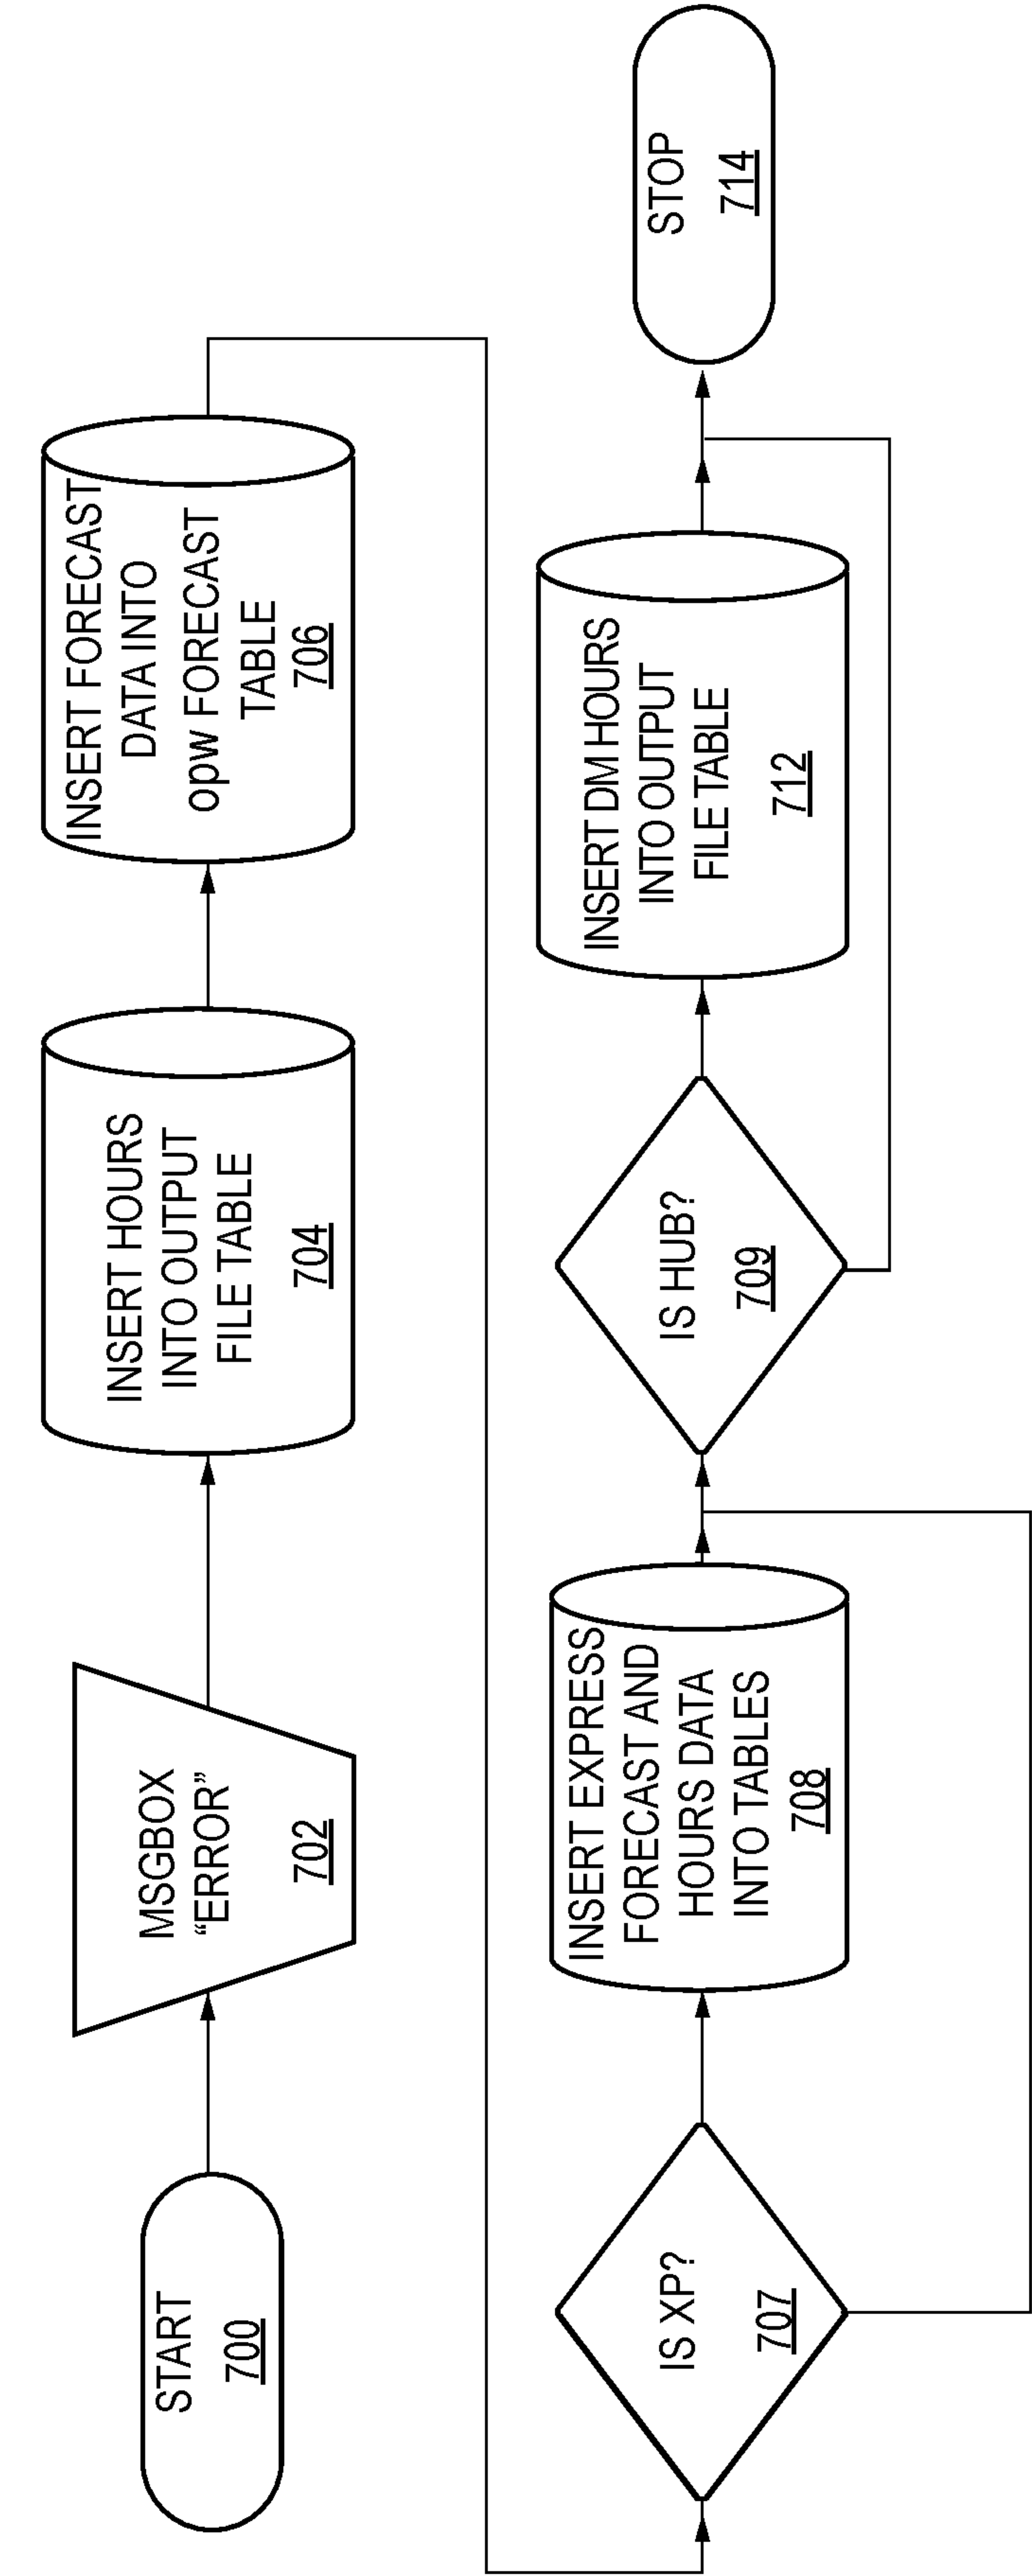 START
700
MSGBOX
“ERROR”
702
INSERT HOURS
INTO OUTPUT
FILE TABLE
704
INSERT FORECAST
DATA INTO
opw FORECAST
TABLE
706
IS XP?
707
INSERT EXPRESS
FORECAST AND
HOURS DATA
INTO TABLES
708
IS HUB?
709
INSERT DM HOURS
INTO OUTPUT
FILE TABLE
712
STOP
714